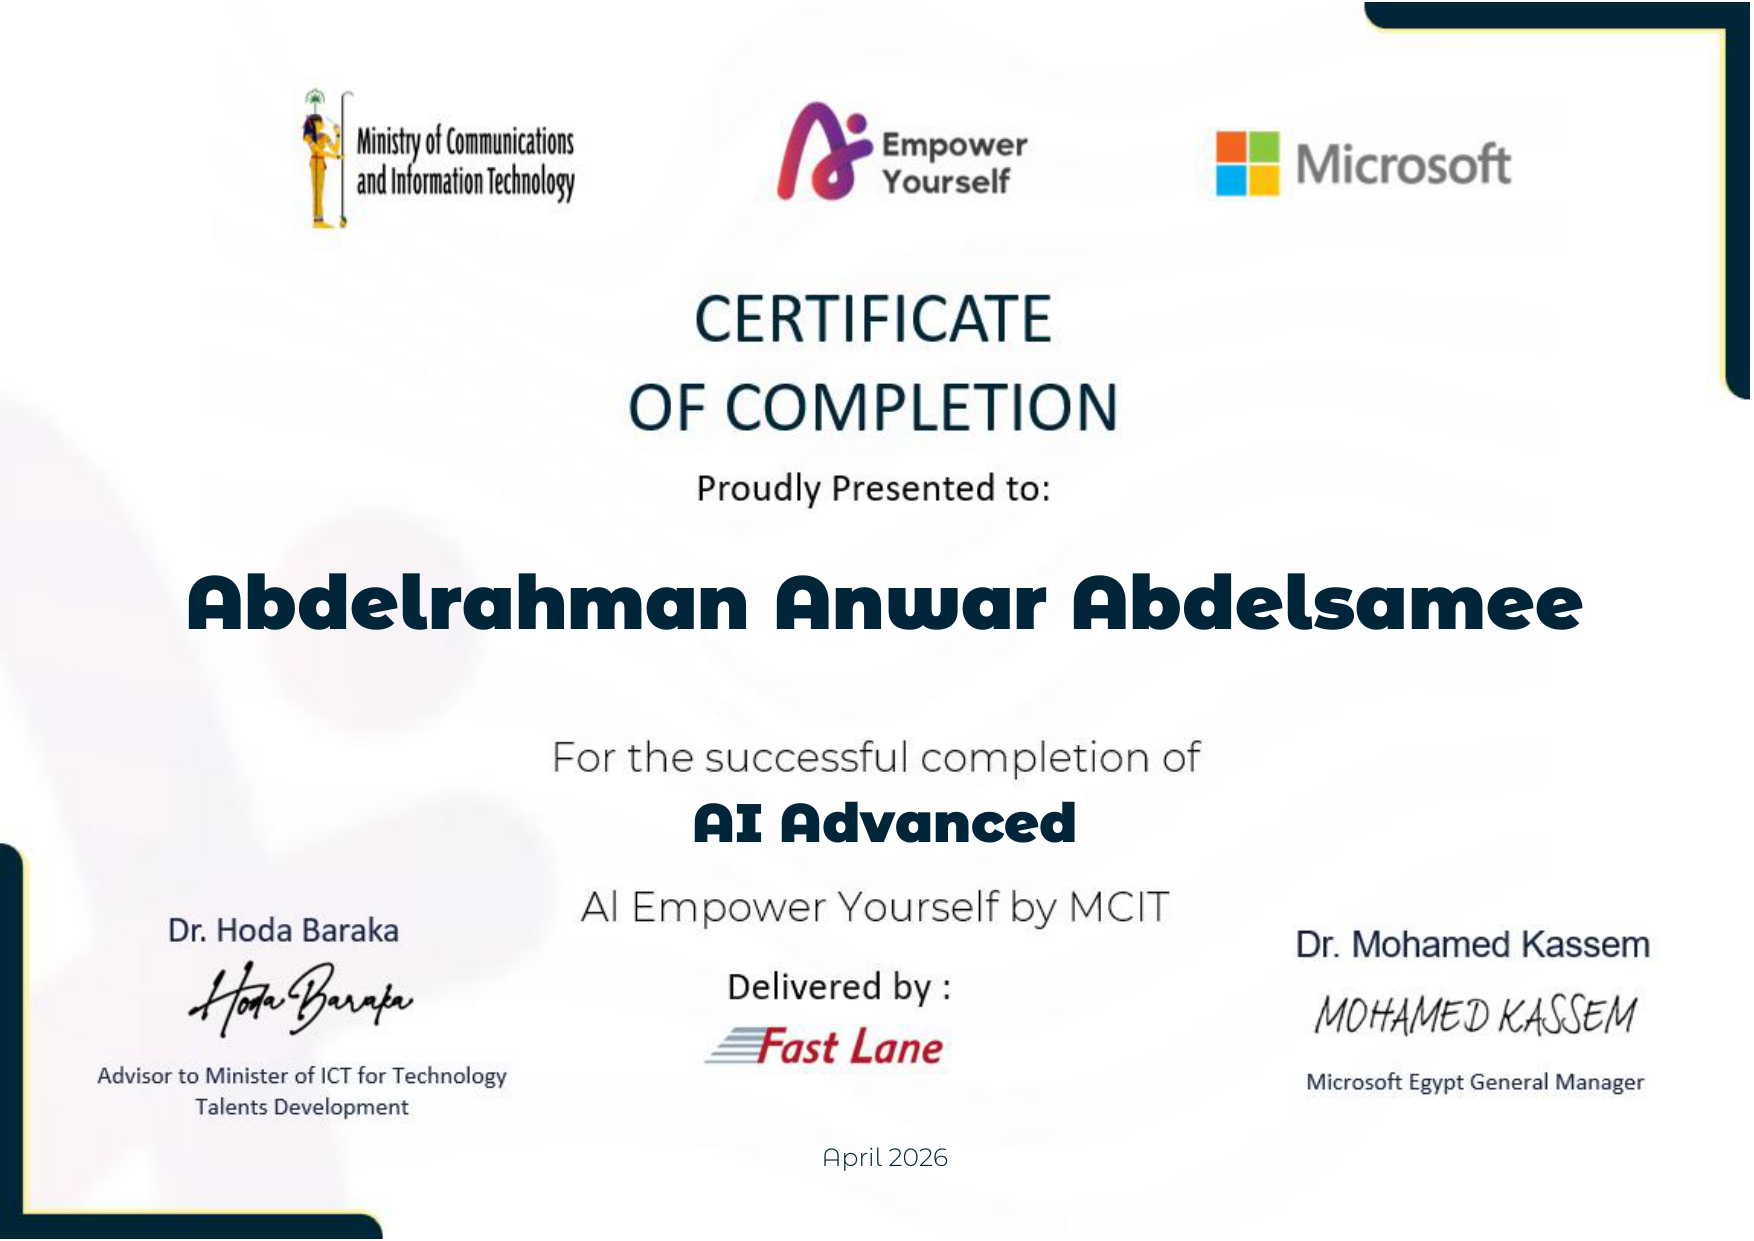 Ministry of Communications
and Information Technology
Empower
Yourself
Microsoft
CERTIFICATE
OF COMPLETION
Proudly Presented to:
Abdelrahman Anwar Abdelsamee
For the successful completion of
AI Advanced
AI Empower Yourself by MCIT
Dr. Hoda Baraka
Hoda Baraka
Advisor to Minister of ICT for Technology
Talents Development
Delivered by :
Fast Lane
Dr. Mohamed Kassem
MOHAMED KASSEM
Microsoft Egypt General Manager
April 2026